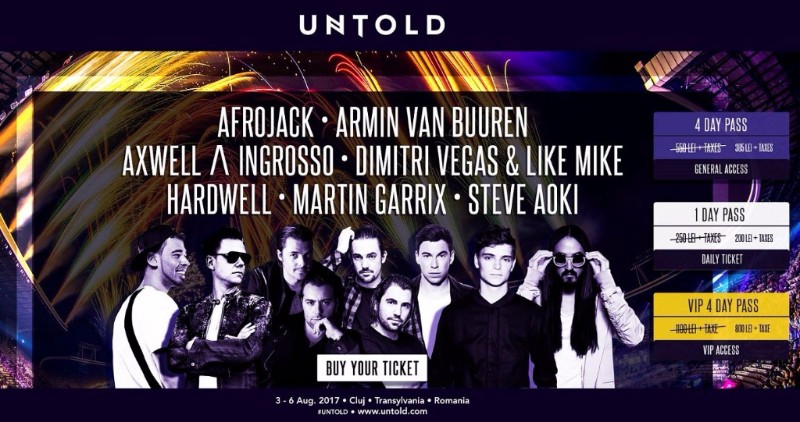 UNTOLD
AFROJACK • ARMIN VAN BUUREN
AXWELL Λ INGROSSO • DIMITRI VEGAS & LIKE MIKE
HARDWELL • MARTIN GARRIX • STEVE AOKI
BUY YOUR TICKET
4 DAY PASS
550 LEI + TAXES 385 LEI + TAXES
GENERAL ACCESS
1 DAY PASS
250 LEI + TAXES 200 LEI + TAXES
DAILY TICKET
VIP 4 DAY PASS
1100 LEI + TAXE 800 LEI + TAXE
VIP ACCESS
3 - 6 Aug. 2017 • Cluj • Transylvania • Romania
#UNTOLD • www.untold.com